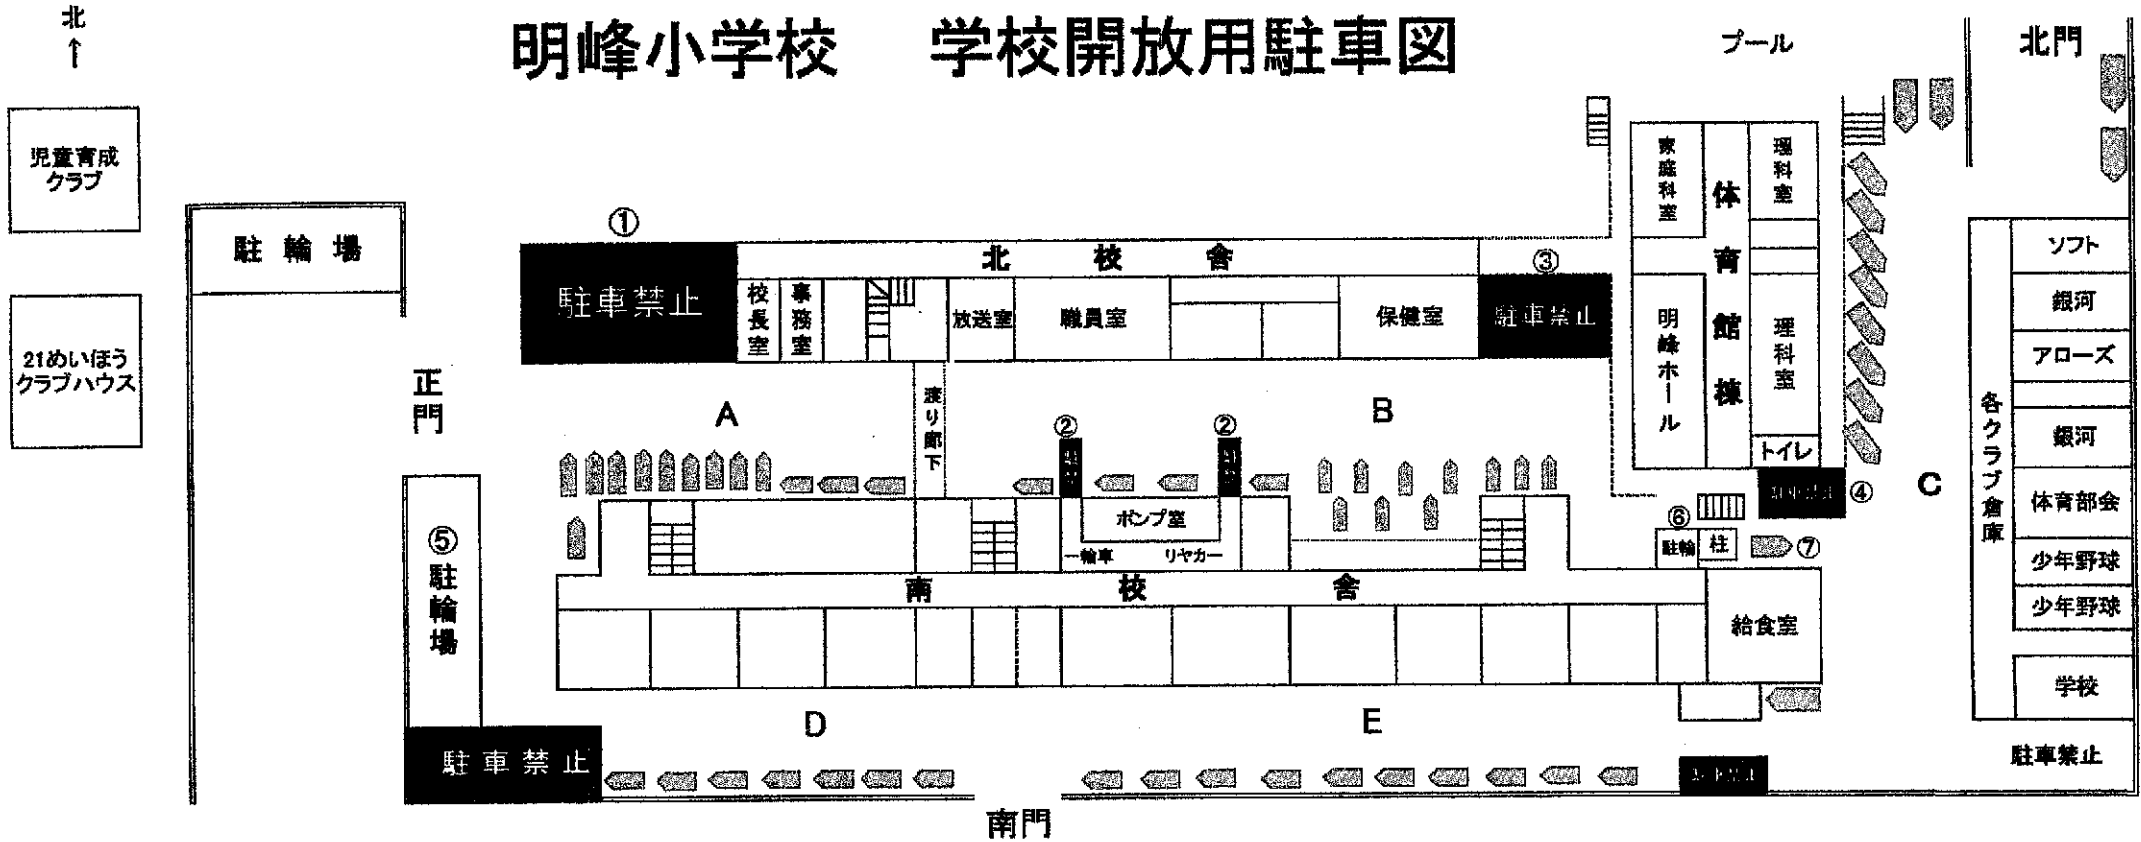 北
↑
明峰小学校 学校開放用駐車図
プール
北門
児童育成
クラブ
駐輪場
21めいほう
クラブハウス
正門
①
駐車禁止
北校舎
校長室
事務室
放送室
職員室
保健室
③
駐車禁止
家庭科室
体育館棟
理科室
明峰ホール
理科室
トイレ
④
A
渡り廊下
②
②
B
C
各クラブ倉庫
ソフト
銀河
アローズ
銀河
体育部会
少年野球
少年野球
学校
駐車禁止
ポンプ室
一輪車 リヤカー
⑥
駐輪
柱
⑦
南校舎
給食室
⑤駐輪場
駐車禁止
D
E
南門